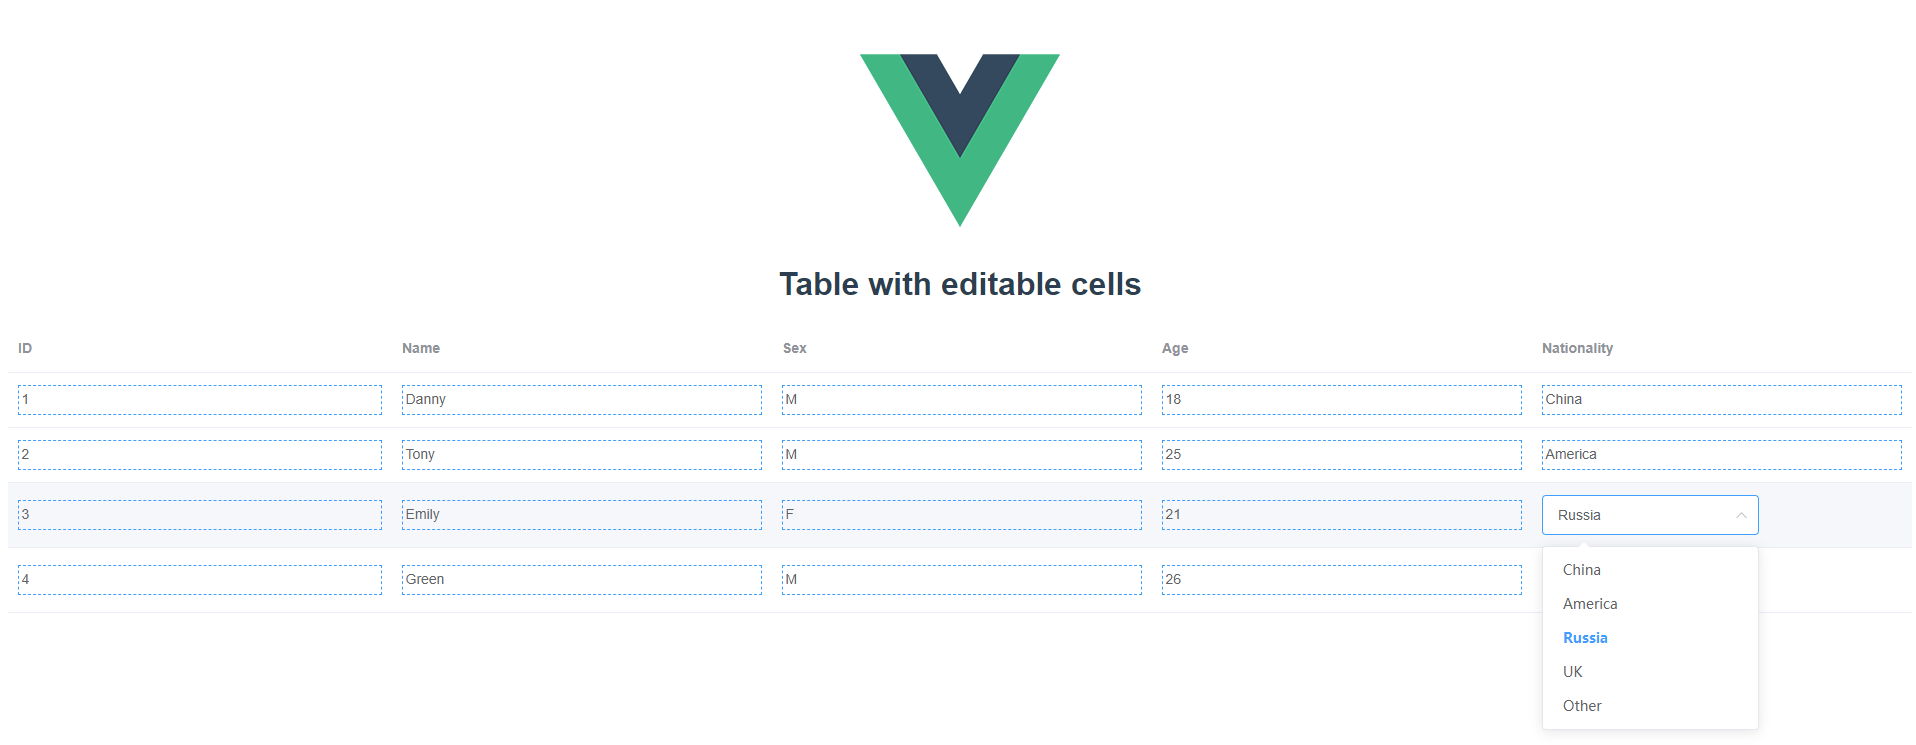 Table with editable cells
ID Name Sex Age Nationality
1 Danny M 18 China
2 Tony M 25 America
3 Emily F 21 Russia
4 Green M 26
China
America
Russia
UK
Other